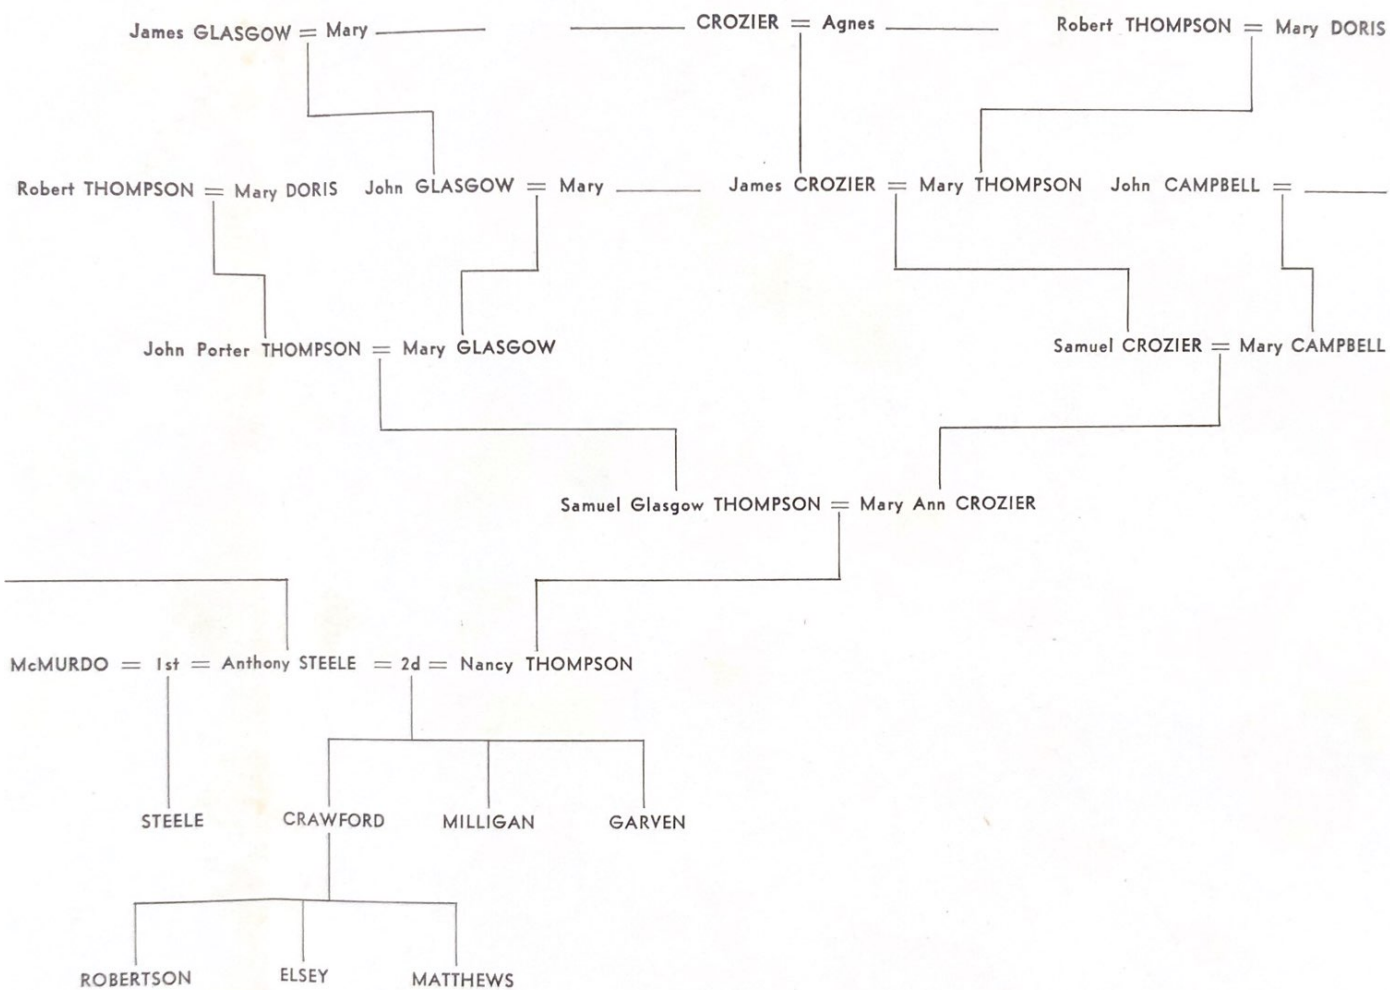 James GLASGOW = Mary CROZIER = Agnes Robert THOMPSON = Mary DORIS
Robert THOMPSON = Mary DORIS John GLASGOW = Mary James CROZIER = Mary THOMPSON John CAMPBELL =
John Porter THOMPSON = Mary GLASGOW Samuel CROZIER = Mary CAMPBELL
Samuel Glasgow THOMPSON = Mary Ann CROZIER
McMURDO = 1st = Anthony STEELE = 2d = Nancy THOMPSON
STEELE CRAWFORD MILLIGAN GARVEN
ROBERTSON ELSEY MATTHEWS